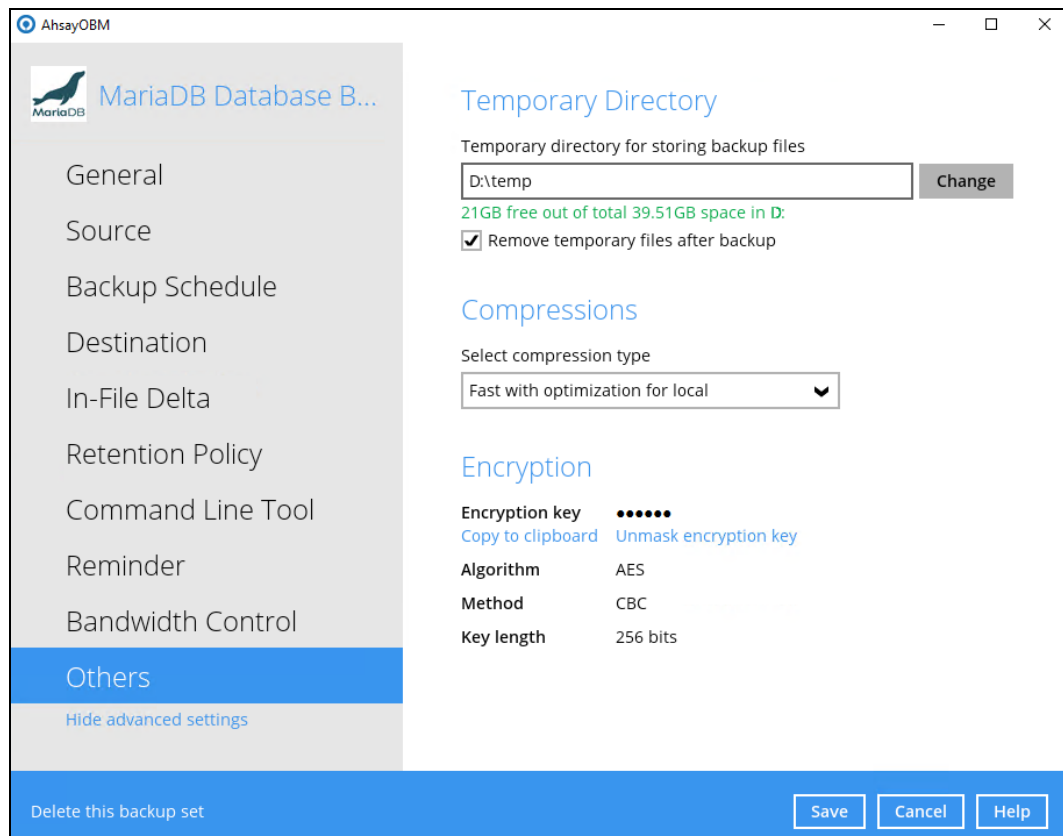 AhsayOBM
MariaDB
MariaDB Database B...
General
Source
Backup Schedule
Destination
In-File Delta
Retention Policy
Command Line Tool
Reminder
Bandwidth Control
Others
Hide advanced settings
Temporary Directory
Temporary directory for storing backup files
D:\temp
Change
21GB free out of total 39.51GB space in D:
Remove temporary files after backup
Compressions
Select compression type
Fast with optimization for local
Encryption
Encryption key ••••••
Copy to clipboard Unmask encryption key
Algorithm AES
Method CBC
Key length 256 bits
Delete this backup set
Save Cancel Help